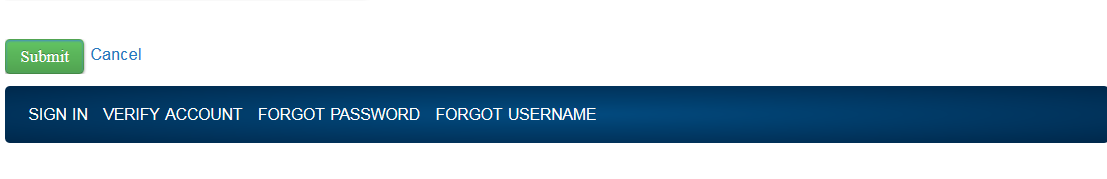 Submit Cancel
SIGN IN VERIFY ACCOUNT FORGOT PASSWORD FORGOT USERNAME